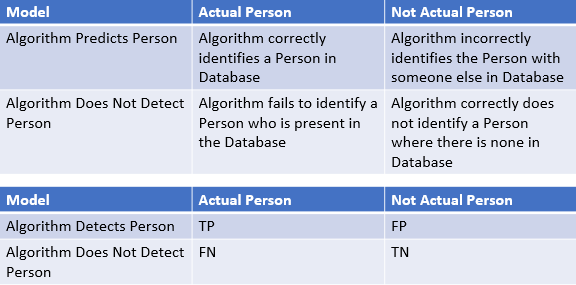 Model Actual Person Not Actual Person
Algorithm Predicts Person
Algorithm correctly
identifies a Person in
Database
Algorithm incorrectly
identifies the Person with
someone else in Database
Algorithm Does Not Detect
Person
Algorithm fails to identify a
Person who is present in
the Database
Algorithm correctly does
not identify a Person
where there is none in
Database
Model Actual Person Not Actual Person
Algorithm Detects Person TP FP
Algorithm Does Not Detect
Person
FN TN